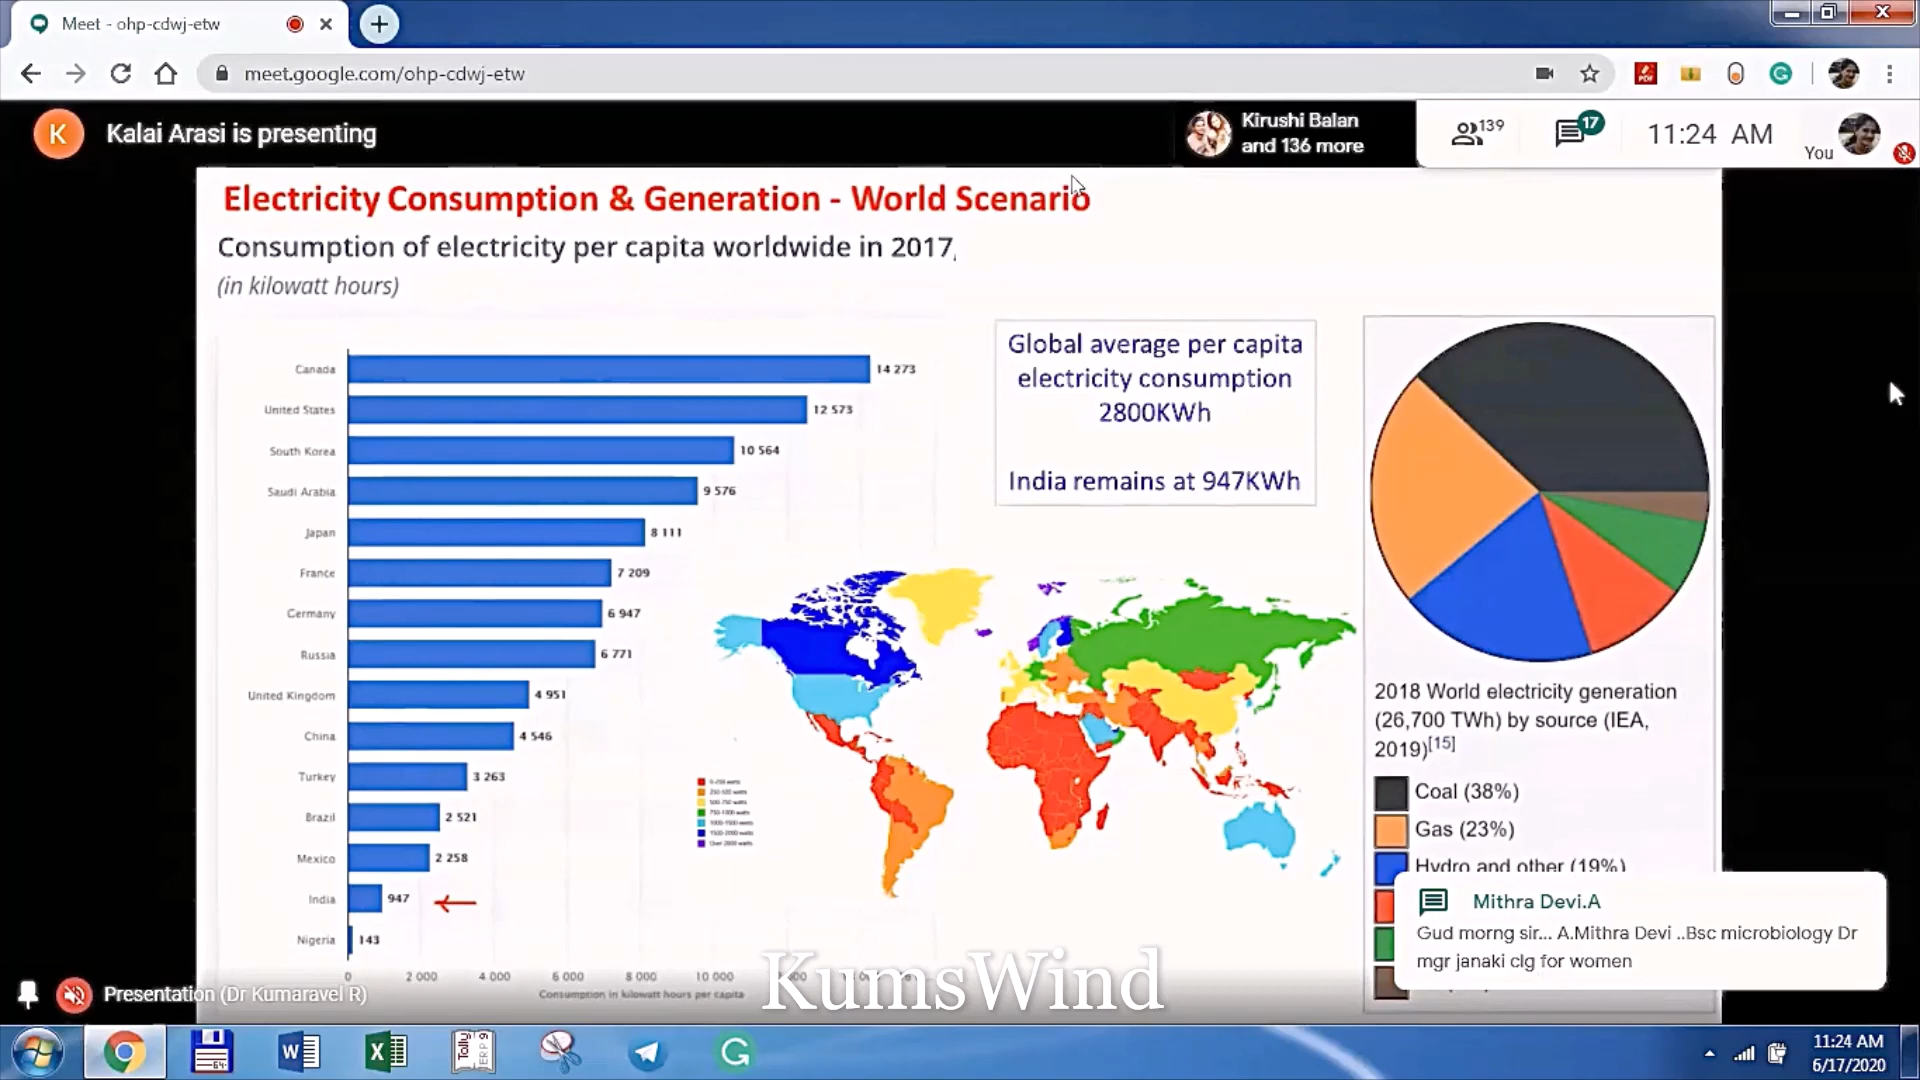 Meet - ohp-cdwj-etw
meet.google.com/ohp-cdwj-etw
K
Kalai Arasi is presenting
Kirushi Balan
and 136 more
139
17
11:24 AM
You
Electricity Consumption & Generation - World Scenario
Consumption of electricity per capita worldwide in 2017,
(in kilowatt hours)
Canada 14 273
United States 12 573
South Korea 10 564
Saudi Arabia 9 576
Japan 8 111
France 7 209
Germany 6 947
Russia 6 771
United Kingdom 4 951
China 4 546
Turkey 3 263
Brazil 2 521
Mexico 2 258
India 947
Nigeria 143
0 2 000 4 000 6 000 8 000 10 000
Consumption in kilowatt hours per capita
Global average per capita
electricity consumption
2800KWh
India remains at 947KWh
2018 World electricity generation
(26,700 TWh) by source (IEA,
2019)[15]
Coal (38%)
Gas (23%)
Hydro and other (19%)
Mithra Devi.A
Gud morng sir... A.Mithra Devi ..Bsc microbiology Dr
mgr janaki clg for women
Presentation (Dr Kumaravel R)
KumsWind
11:24 AM
6/17/2020